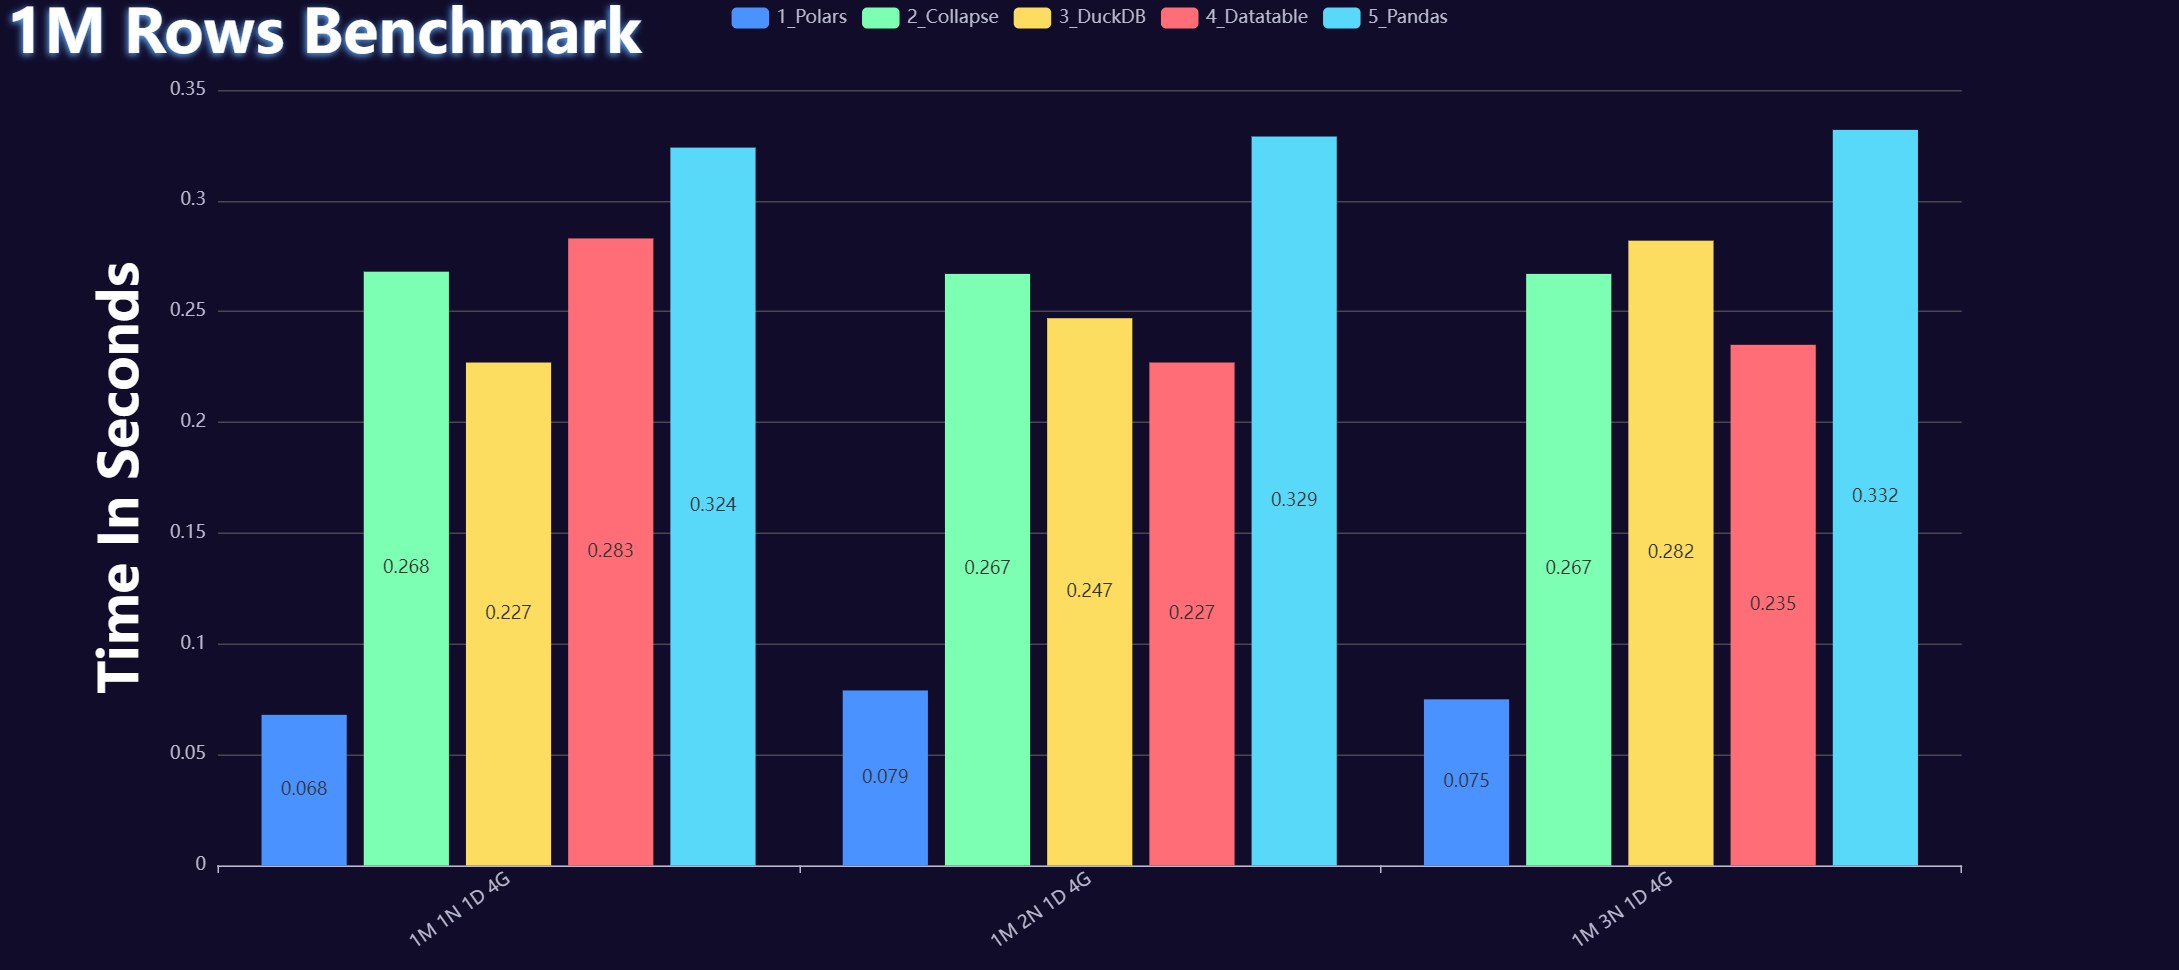 1M Rows Benchmark
1_Polars 2_Collapse 3_DuckDB 4_Datatable 5_Pandas
Time In Seconds
0.35
0.3
0.25
0.2
0.15
0.1
0.05
0
0.068 0.268 0.227 0.283 0.324
0.079 0.267 0.247 0.227 0.329
0.075 0.267 0.282 0.235 0.332
1M 1N 1D 4G
1M 2N 1D 4G
1M 3N 1D 4G